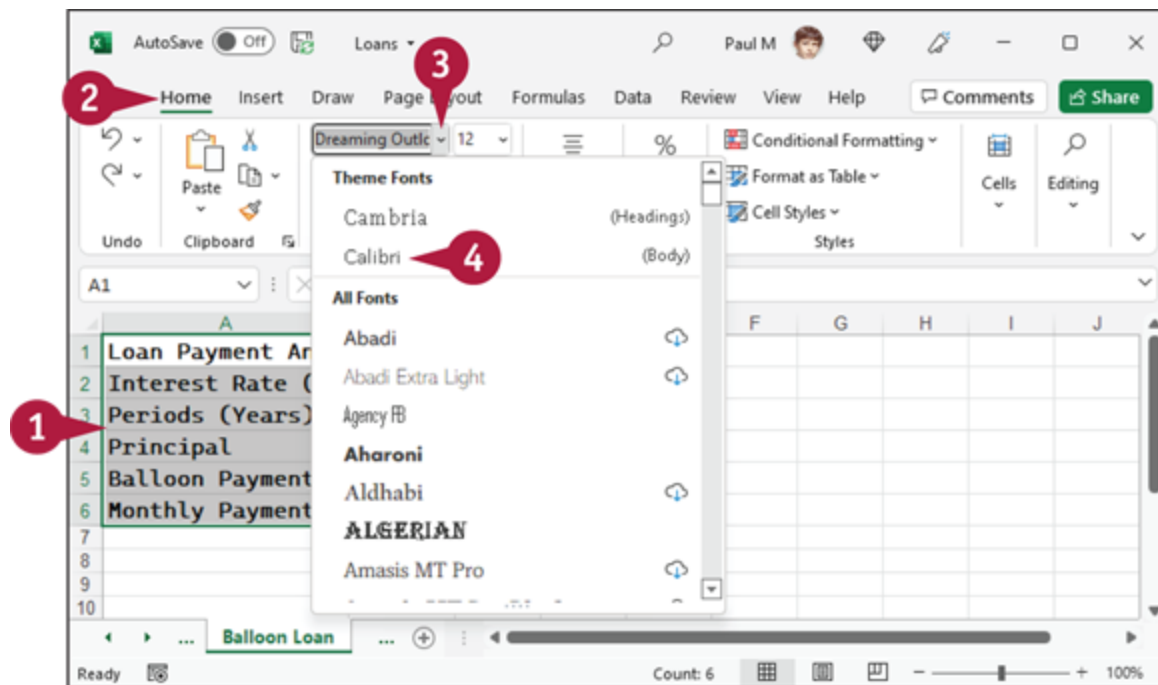 AutoSave Off Loans Paul M
3
2 Home Insert Draw Page Layout Formulas Data Review View Help Comments Share
Dreaming Outlc 12 % Conditional Formatting
Paste Format as Table Cells Editing
Cell Styles
Undo Clipboard Styles
Theme Fonts
Cambria (Headings)
Calibri 4 (Body)
All Fonts
Abadi
Abadi Extra Light
Agency FB
Aharoni
Aldhabi
ALGERIAN
Amasis MT Pro
A1
A F G H I J
1 Loan Payment An
2 Interest Rate (
3 Periods (Years)
1
4 Principal
5 Balloon Payment
6 Monthly Payment
7
8
9
10
... Balloon Loan ...
Ready Count: 6 100%